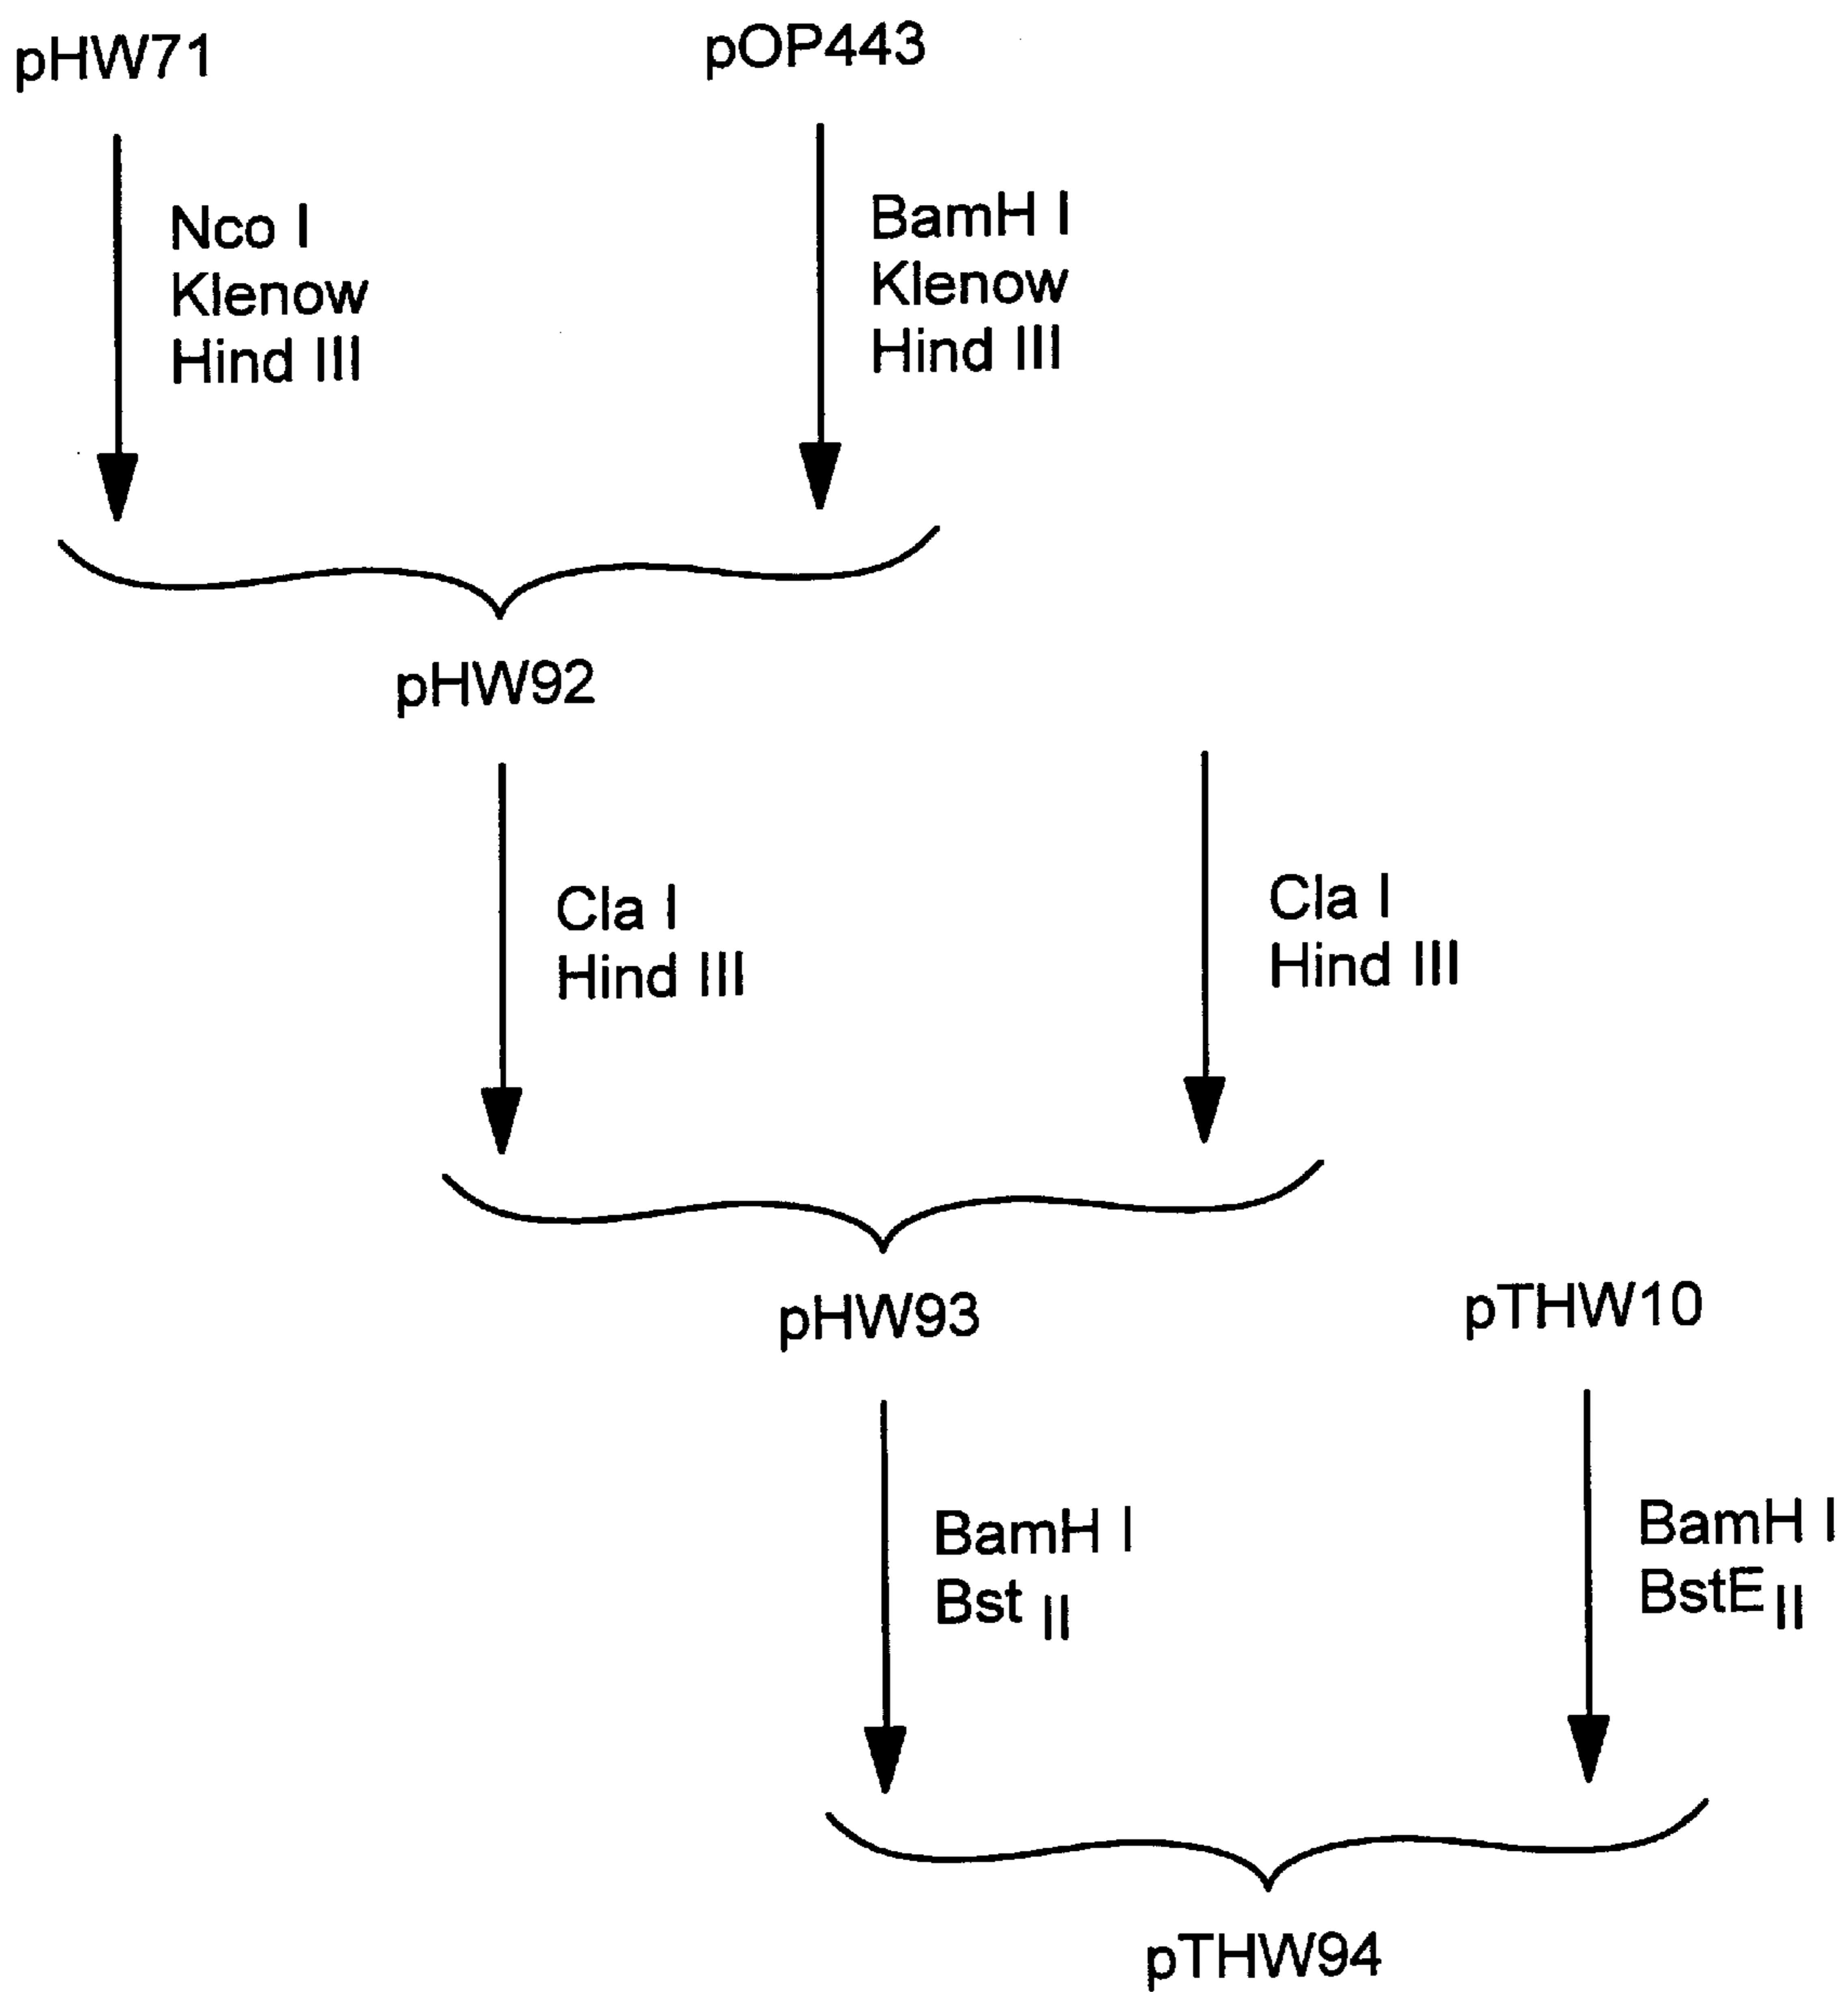 pHW71
pOP443
Nco I
Klenow
Hind III
BamH I
Klenow
Hind III
pHW92
Cla I
Hind III
Cla I
Hind III
pHW93
pTHW10
BamH I
Bst II
BamH I
BstE II
pTHW94